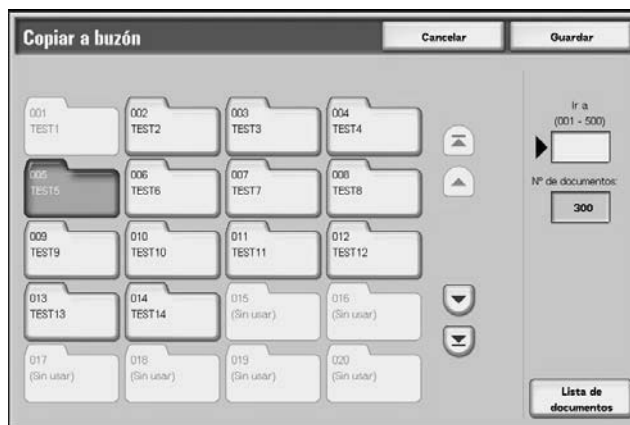 Copiar a buzón
Cancelar
Guardar
001
TEST1
002
TEST2
003
TEST3
004
TEST4
005
TEST5
006
TEST6
007
TEST7
008
TEST8
009
TEST9
010
TEST10
011
TEST11
012
TEST12
013
TEST13
014
TEST14
015
(Sin usar)
016
(Sin usar)
017
(Sin usar)
018
(Sin usar)
019
(Sin usar)
020
(Sin usar)
Ir a
(001 - 500)
Nº de documentos:
300
Lista de
documentos